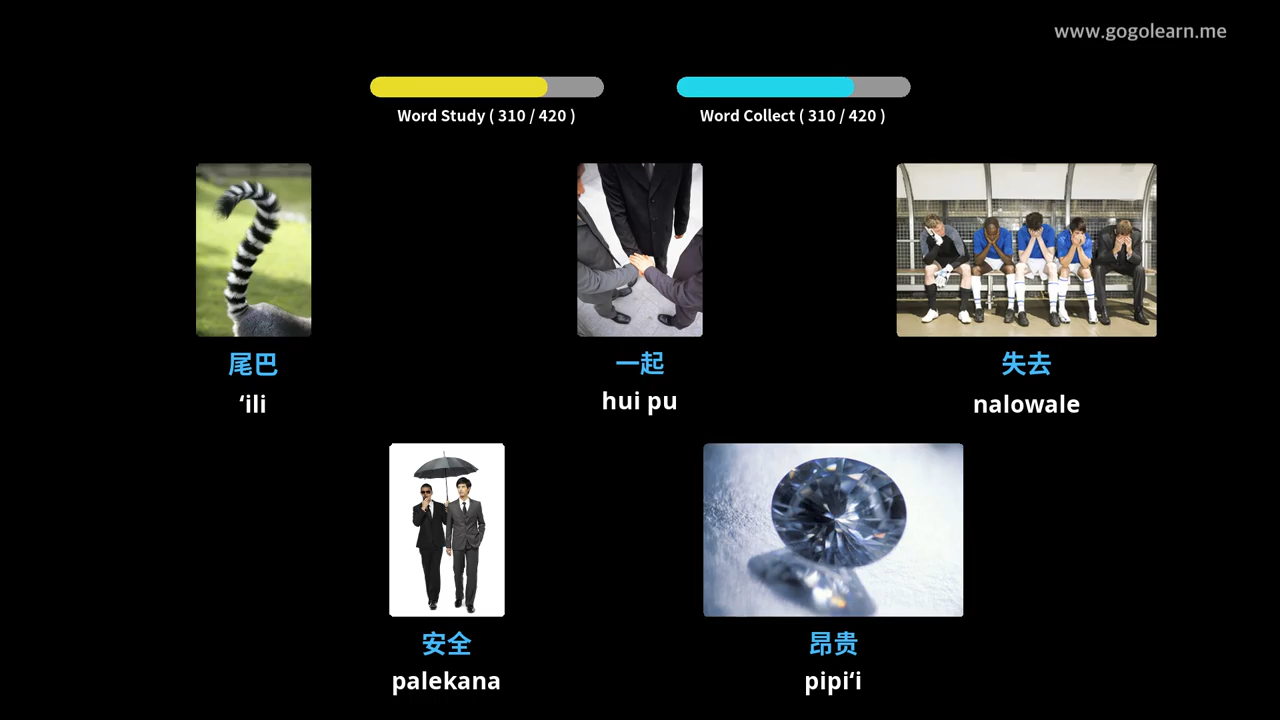 www.gogolearn.me
Word Study ( 310 / 420 )
Word Collect ( 310 / 420 )
尾巴
ʻili
一起
hui pu
失去
nalowale
安全
palekana
昂贵
pipiʻi